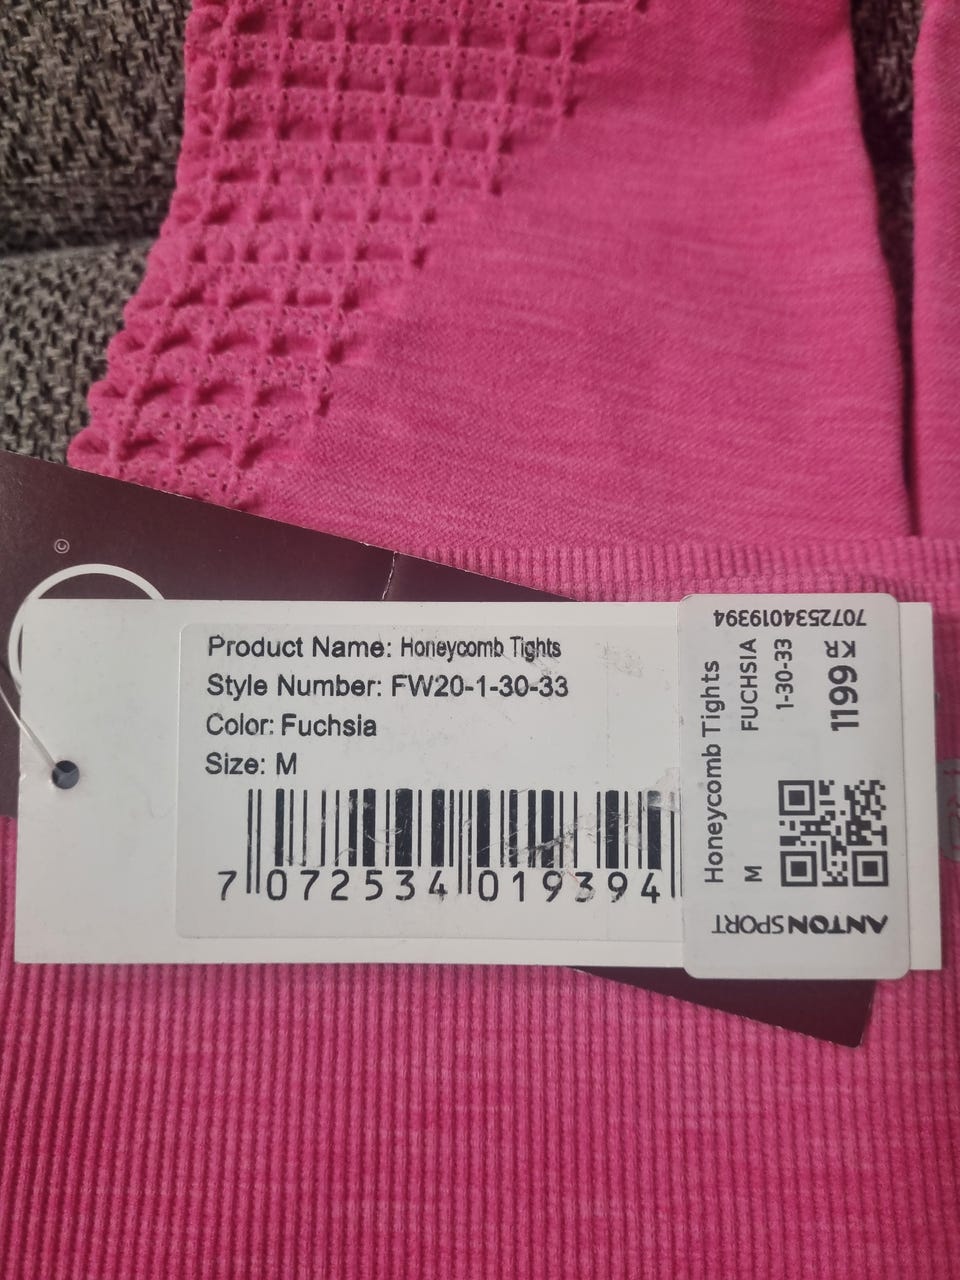 ©
Product Name: Honeycomb Tights
Style Number: FW20-1-30-33
Color: Fuchsia
Size: M
7 072534 019394
7072534019394
Honeycomb Tights
FUCHSIA
1-30-33
M
1199 KR
ANTON SPORT